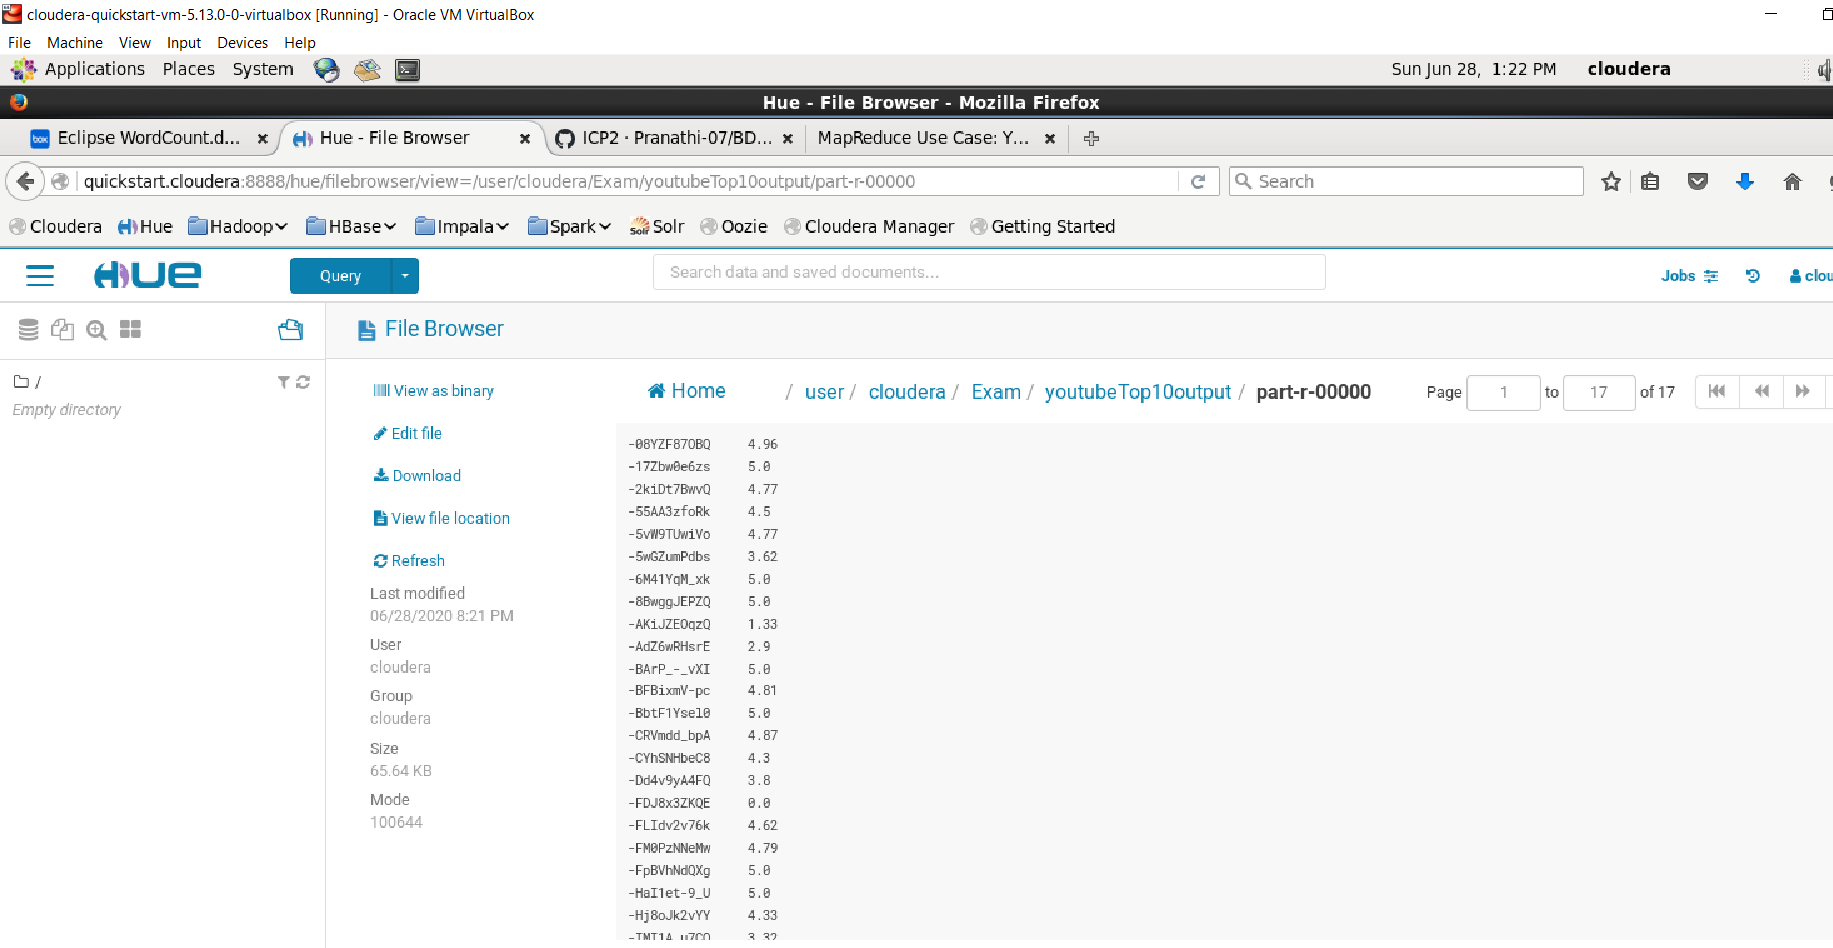 cloudera-quickstart-vm-5.13.0-0-virtualbox [Running] - Oracle VM VirtualBox
File Machine View Input Devices Help
Applications Places System Sun Jun 28, 1:22 PM cloudera
Hue - File Browser - Mozilla Firefox
box Eclipse WordCount.d... Hue - File Browser ICP2 · Pranathi-07/BD... MapReduce Use Case: Y...
quickstart.cloudera:8888/hue/filebrowser/view=/user/cloudera/Exam/youtubeTop10output/part-r-00000 Search
Cloudera Hue Hadoop HBase Impala Spark Solr Solr Oozie Cloudera Manager Getting Started
HUE Query Search data and saved documents... Jobs clou
File Browser
/
Empty directory
View as binary
Edit file
Download
View file location
Refresh
Last modified
06/28/2020 8:21 PM
User
cloudera
Group
cloudera
Size
65.64 KB
Mode
100644
Home / user / cloudera / Exam / youtubeTop10output / part-r-00000 Page 1 to 17 of 17
-08YZF87OBQ 4.96
-17Zbw0e6zs 5.0
-2kiDt7BwvQ 4.77
-55AA3zfoRk 4.5
-5vW9TUwiVo 4.77
-5wGZumPdbs 3.62
-6M41YqM_xk 5.0
-8BwggJEPZQ 5.0
-AKiJZEOqzQ 1.33
-AdZ6wRHsrE 2.9
-BArP_-_vXI 5.0
-BFBixmV-pc 4.81
-BbtF1Ysel0 5.0
-CRVmdd_bpA 4.87
-CYhSNHbeC8 4.3
-Dd4v9yA4FQ 3.8
-FDJ8x3ZKQE 0.0
-FLIdv2v76k 4.62
-FM0PzNNeMw 4.79
-FpBVhNdQXg 5.0
-HaI1et-9_U 5.0
-Hj8oJk2vYY 4.33
3.32